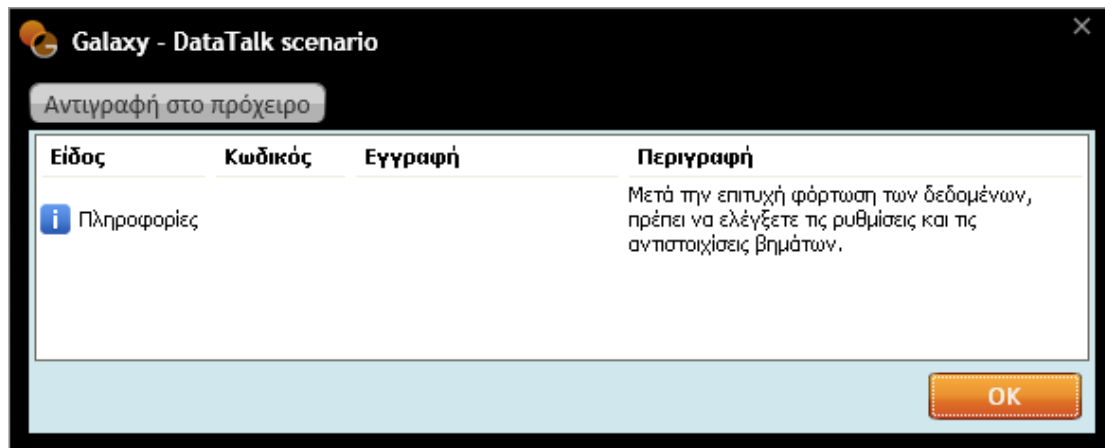 Galaxy - DataTalk scenario
Αντιγραφή στο πρόχειρο
Είδος Κωδικός Εγγραφή Περιγραφή
Πληροφορίες
Μετά την επιτυχή φόρτωση των δεδομένων,
πρέπει να ελέγξετε τις ρυθμίσεις και τις
αντιστοιχίσεις βημάτων.
OK